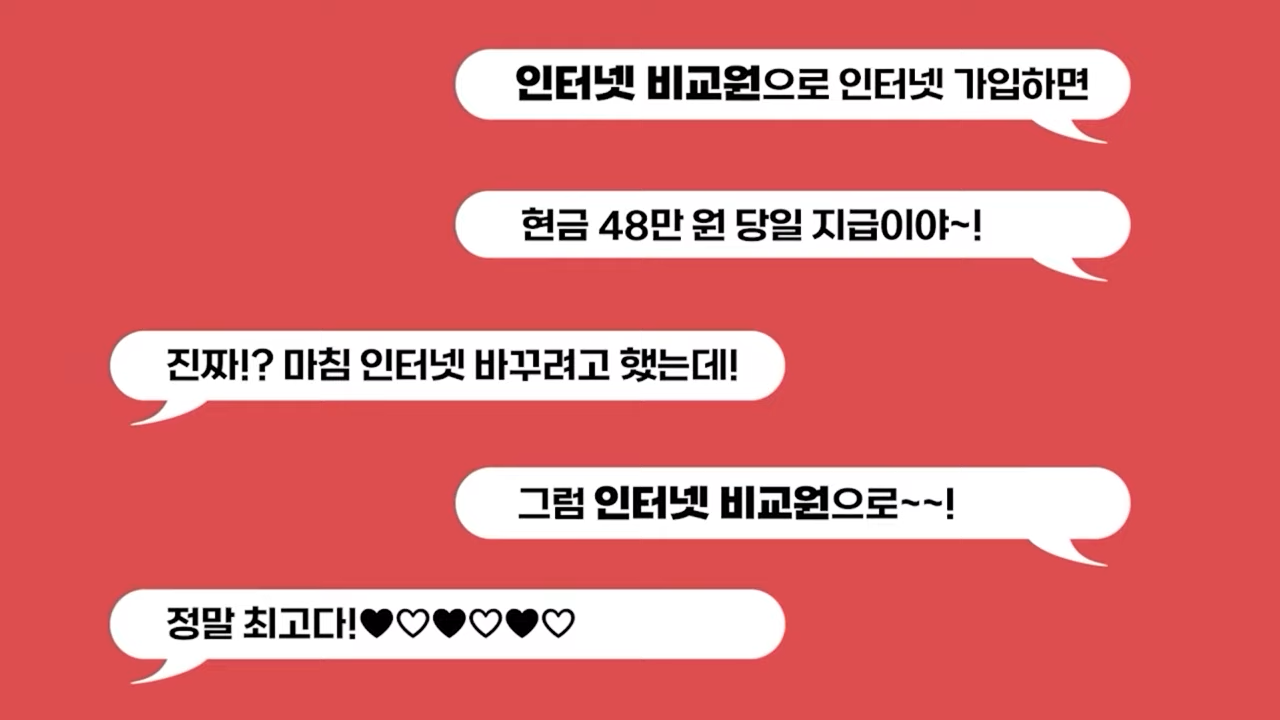 인터넷 비교원으로 인터넷 가입하면
현금 48만 원 당일 지급이야~!
진짜!? 마침 인터넷 바꾸려고 했는데!
그럼 인터넷 비교원으로~~!
정말 최고다!♥♡♥♡♥♡